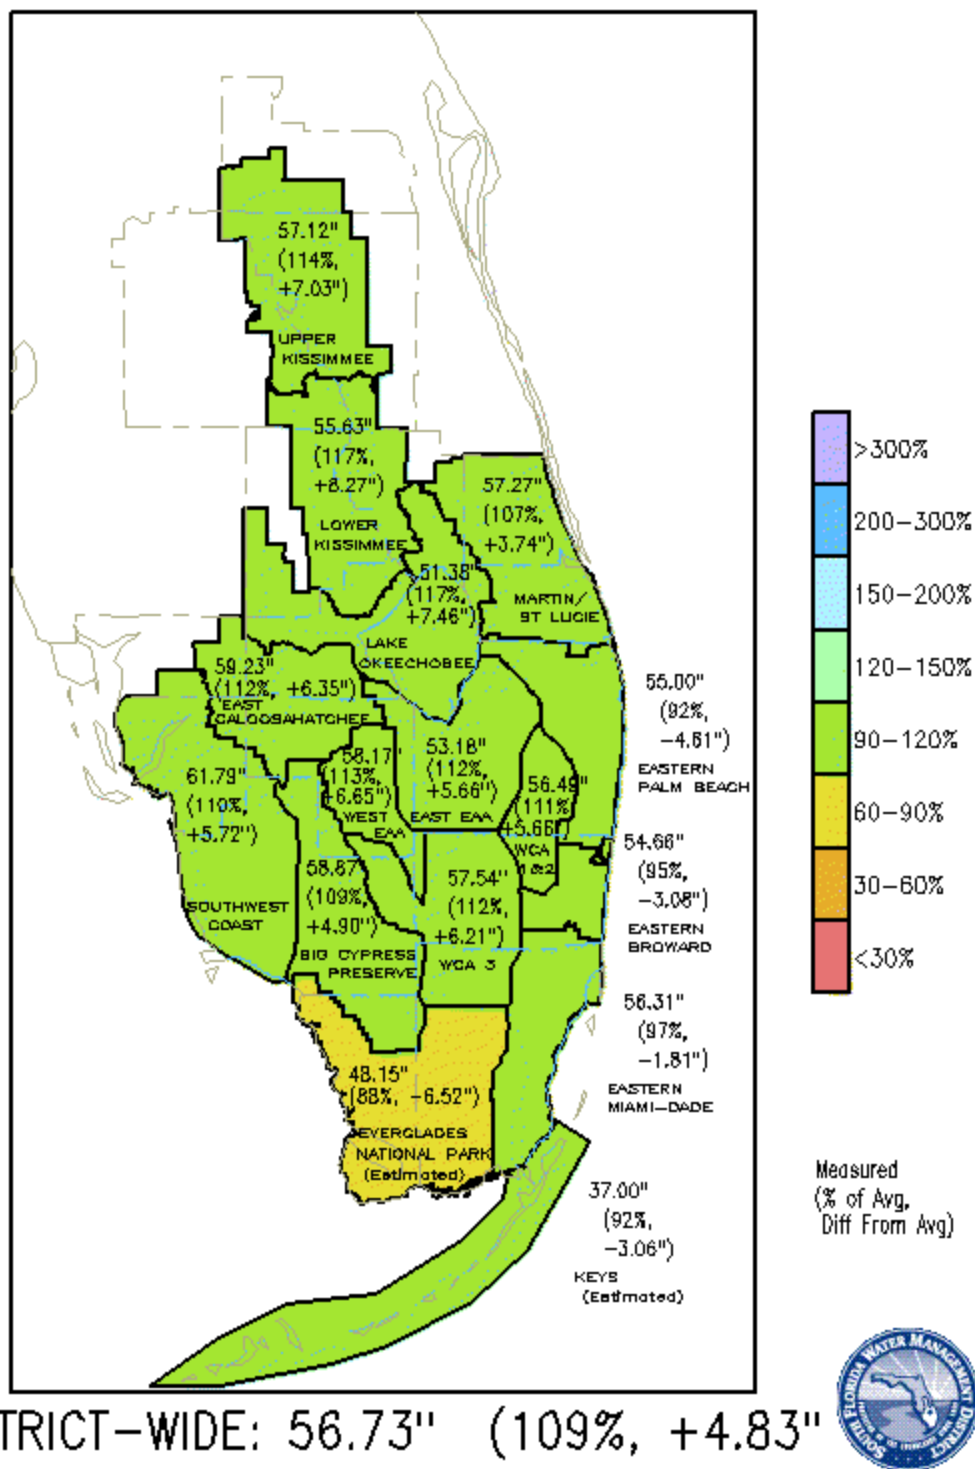 57.12"
(114%,
+7.03")
UPPER
KISSIMMEE
55.63"
(117%,
+8.27")
LOWER
KISSIMMEE
57.27"
(107%,
+3.74")
MARTIN/
ST LUCIE
51.38"
(117%,
+7.46")
LAKE
OKEECHOBEE
59.23"
(112%, +6.35")
EAST
CALOOSAHATCHEE
55.00"
(92%,
-4.61")
EASTERN
PALM BEACH
58.17"
(113%,
+6.65")
WEST
EAA
53.18"
(112%,
+5.66")
EAST EAA
56.49"
(111%
+5.66"
WCA
1&2
61.79"
(110%,
+5.72")
SOUTHWEST
COAST
54.66"
(95%,
-3.08")
EASTERN
BROWARD
58.67"
(109%,
+4.90")
BIG CYPRESS
PRESERVE
57.54"
(112%,
+6.21")
WCA 3
56.31"
(97%,
-1.81")
EASTERN
MIAMI-DADE
48.15"
(88%, -6.52")
EVERGLADES
NATIONAL PARK
(Estimated)
37.00"
(92%,
-3.06")
KEYS
(Estimated)
>300%
200-300%
150-200%
120-150%
90-120%
60-90%
30-60%
<30%
Measured
(% of Avg,
Diff From Avg)
TRICT-WIDE: 56.73" (109%, +4.83"
SOUTH FLORIDA WATER MANAGEMENT DISTRICT